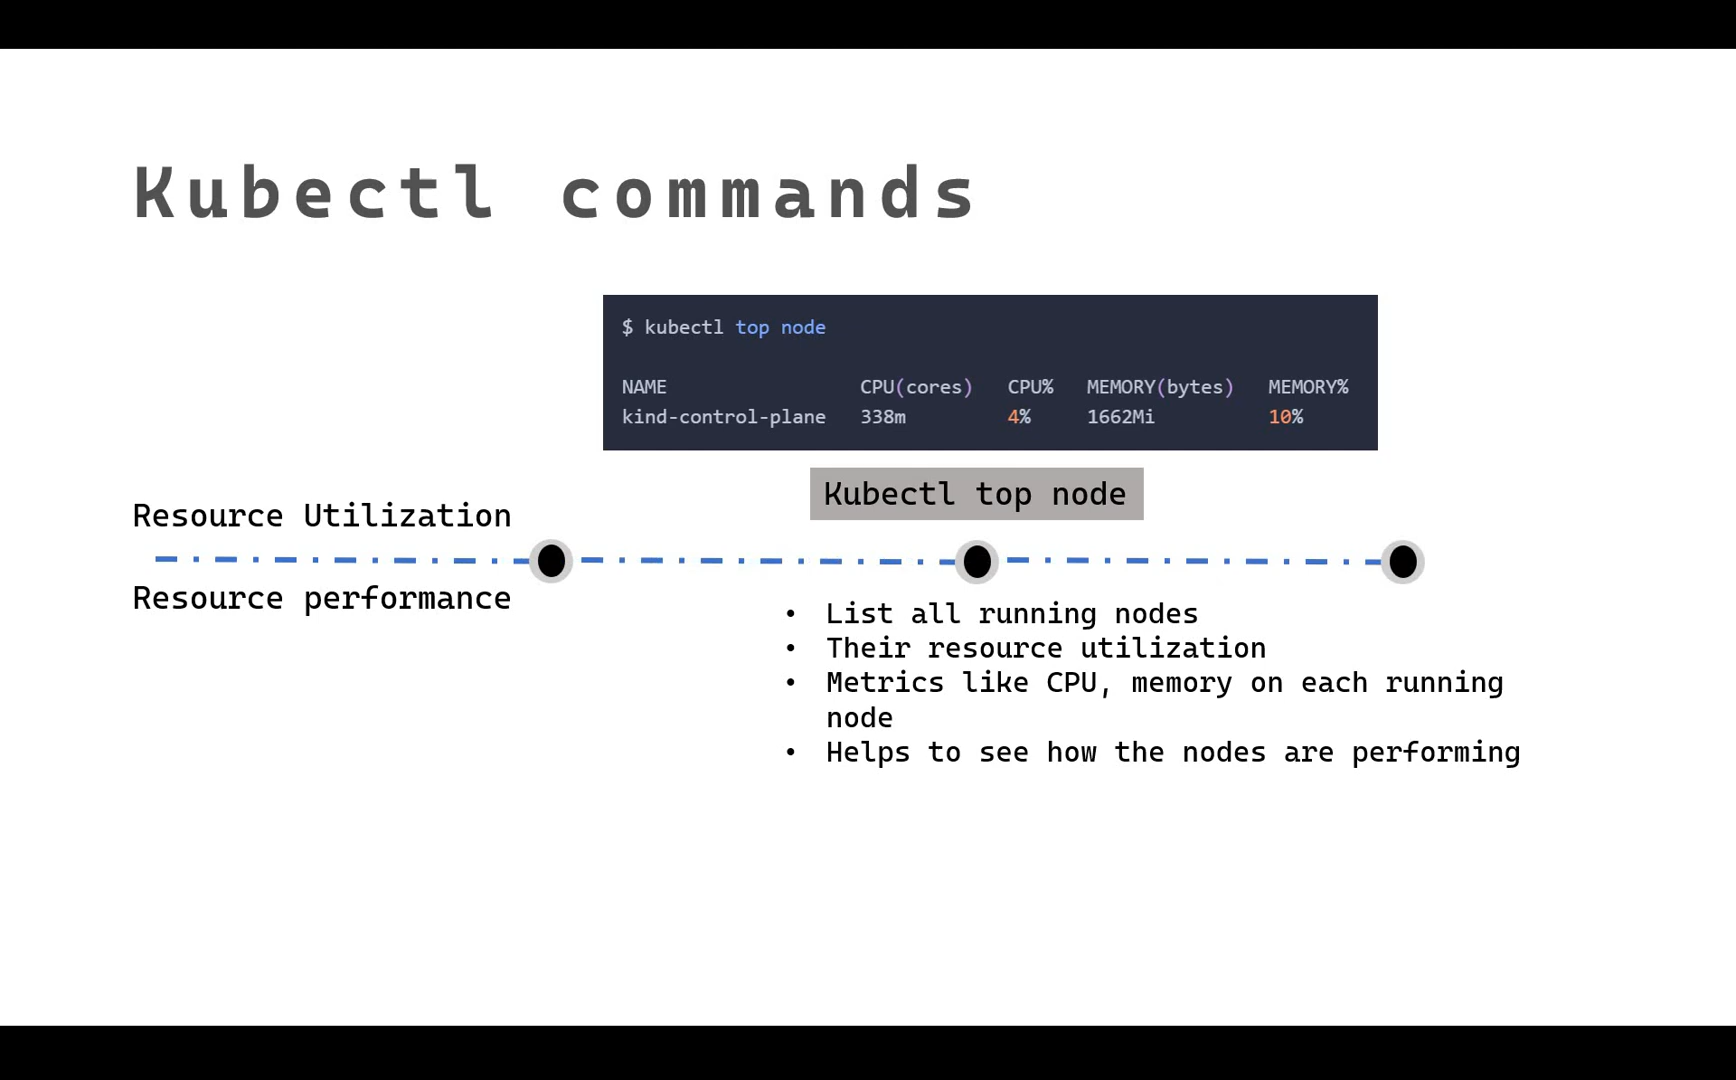 Kubectl commands
$ kubectl top node
NAME CPU(cores) CPU% MEMORY(bytes) MEMORY%
kind-control-plane 338m 4% 1662Mi 10%
Kubectl top node
Resource Utilization
Resource performance
• List all running nodes
• Their resource utilization
• Metrics like CPU, memory on each running
node
• Helps to see how the nodes are performing